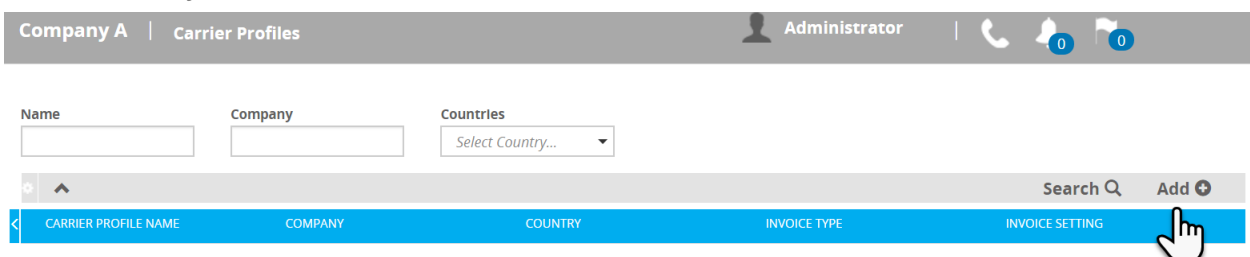 Company A | Carrier Profiles Administrator | 0 0
Name Company Countries
Select Country...
Search Add
CARRIER PROFILE NAME COMPANY COUNTRY INVOICE TYPE INVOICE SETTING